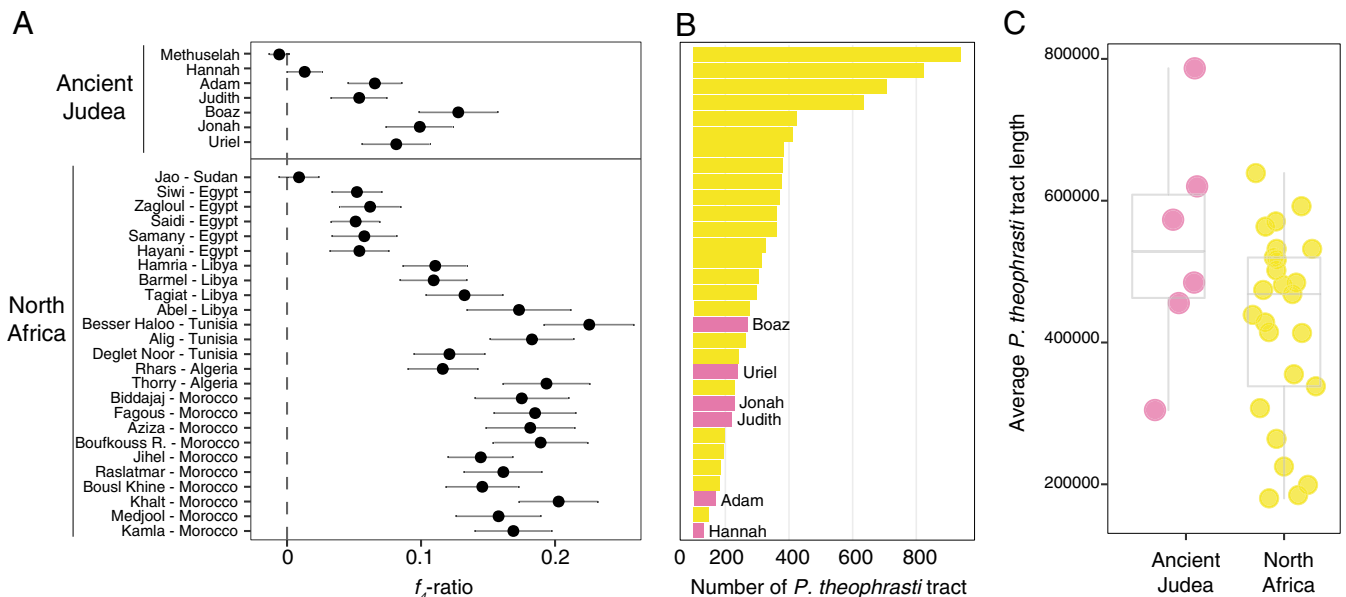 A
Ancient
Judea
Methuselah
Hannah
Adam
Judith
Boaz
Jonah
Uriel
North
Africa
Jao - Sudan
Siwi - Egypt
Zagloul - Egypt
Saidi - Egypt
Samany - Egypt
Hayani - Egypt
Hamria - Libya
Barmel - Libya
Tagiat - Libya
Abel - Libya
Besser Haloo - Tunisia
Alig - Tunisia
Deglet Noor - Tunisia
Rhars - Algeria
Thorry - Algeria
Biddajaj - Morocco
Fagous - Morocco
Aziza - Morocco
Boufkouss R. - Morocco
Jihel - Morocco
Raslatmar - Morocco
Bousl Khine - Morocco
Khalt - Morocco
Medjool - Morocco
Kamla - Morocco
0 0.1 0.2
f4-ratio
B
Boaz
Uriel
Jonah
Judith
Adam
Hannah
0 200 400 600 800
Number of P. theophrasti tract
C
Average P. theophrasti tract length
800000
600000
400000
200000
Ancient
Judea
North
Africa